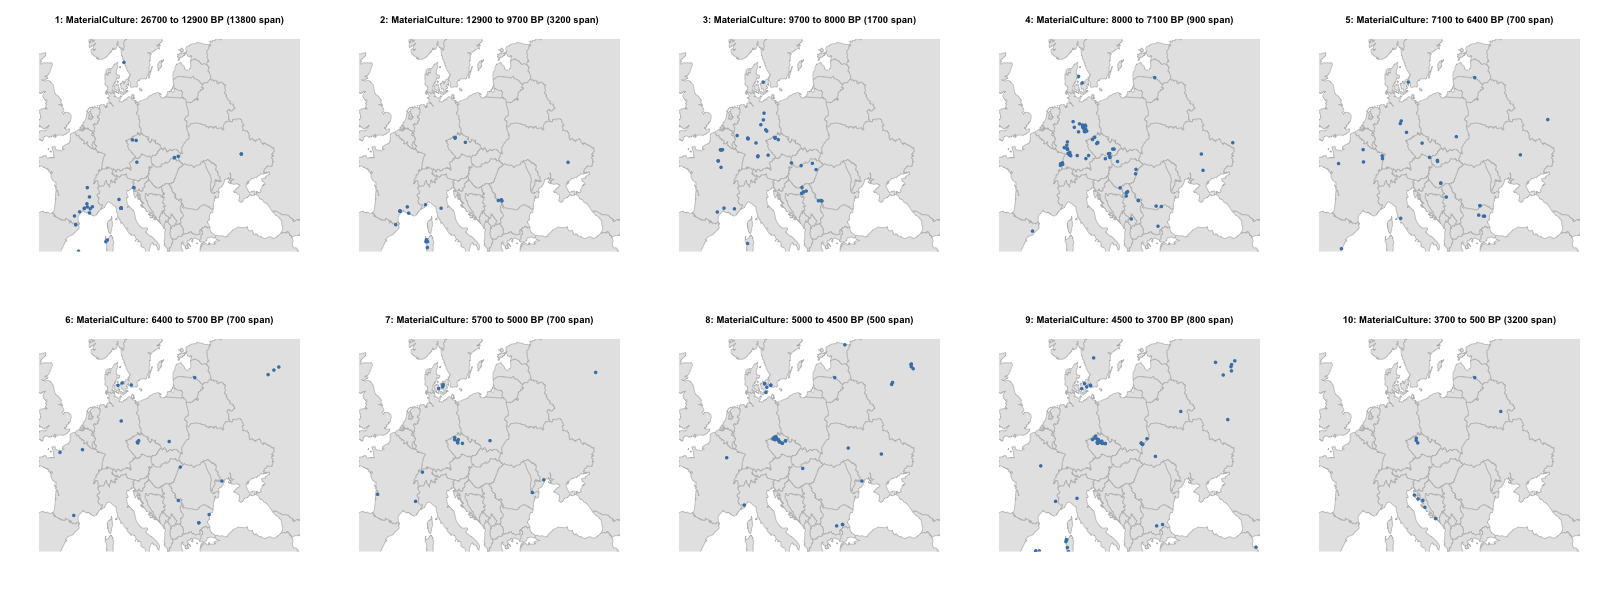 1: MaterialCulture: 26700 to 12900 BP (13800 span)
2: MaterialCulture: 12900 to 9700 BP (3200 span)
3: MaterialCulture: 9700 to 8000 BP (1700 span)
4: MaterialCulture: 8000 to 7100 BP (900 span)
5: MaterialCulture: 7100 to 6400 BP (700 span)
6: MaterialCulture: 6400 to 5700 BP (700 span)
7: MaterialCulture: 5700 to 5000 BP (700 span)
8: MaterialCulture: 5000 to 4500 BP (500 span)
9: MaterialCulture: 4500 to 3700 BP (800 span)
10: MaterialCulture: 3700 to 500 BP (3200 span)